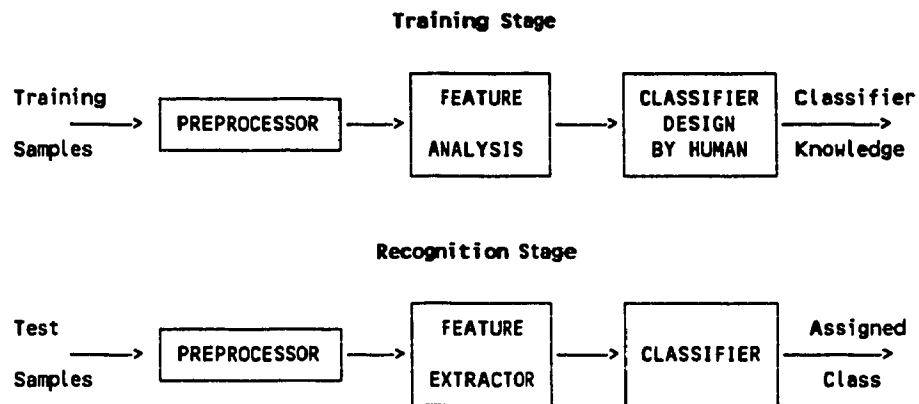 Training Stage
Training
Samples
PREPROCESSOR
FEATURE
ANALYSIS
CLASSIFIER
DESIGN
BY HUMAN
Classifier
Knowledge
Recognition Stage
Test
Samples
PREPROCESSOR
FEATURE
EXTRACTOR
CLASSIFIER
Assigned
Class